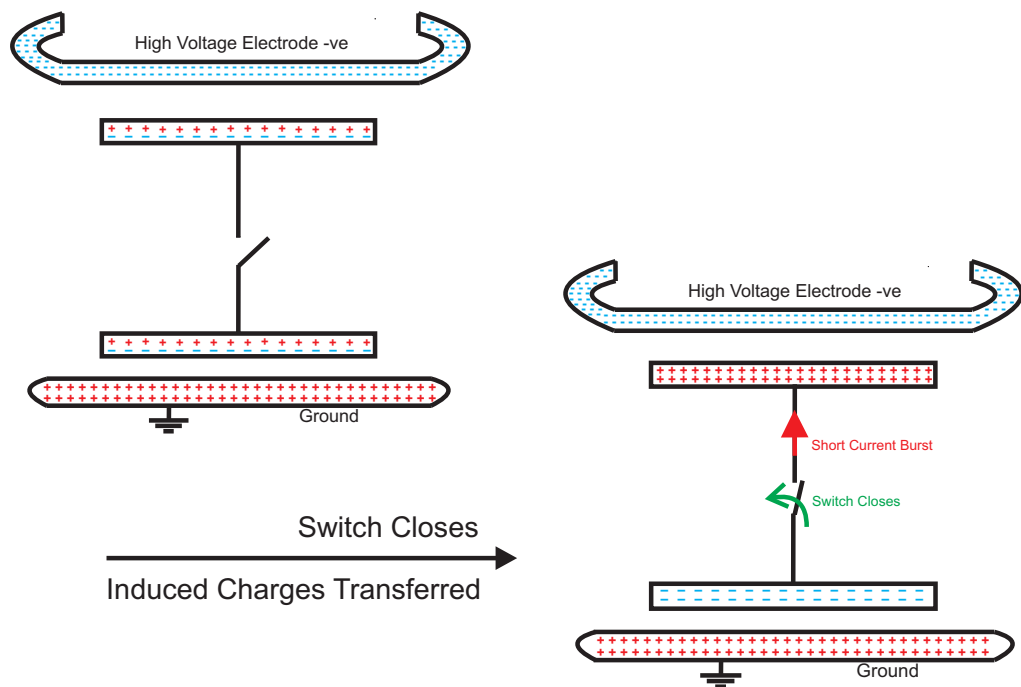 High Voltage Electrode -ve
Ground
Switch Closes
Induced Charges Transferred
High Voltage Electrode -ve
Short Current Burst
Switch Closes
Ground